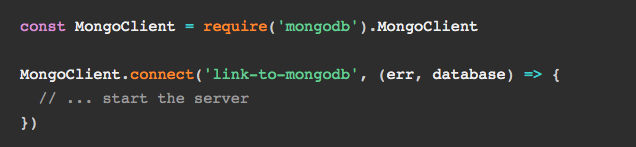 const MongoClient = require('mongodb').MongoClient
MongoClient.connect('link-to-mongodb', (err, database) => {
// ... start the server
})